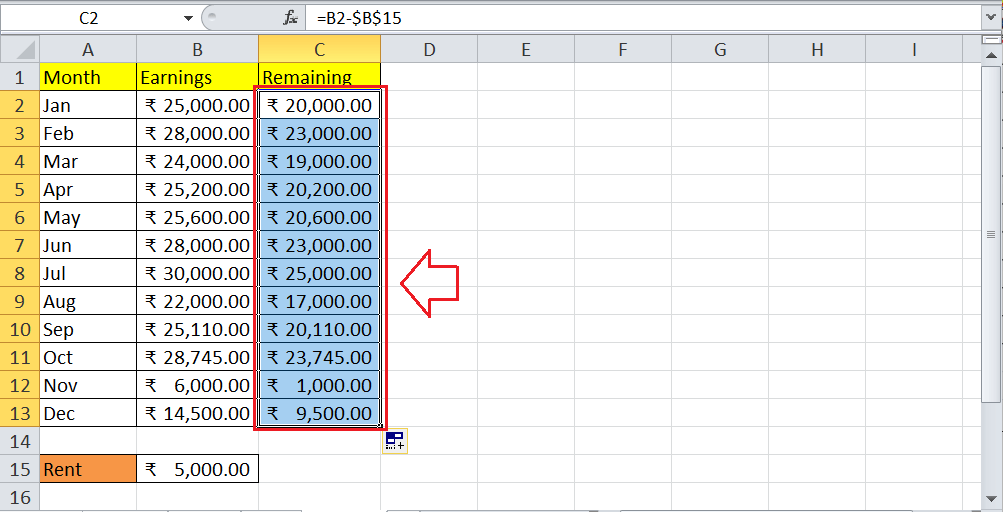 C2 fx =B2-$B$15
A B C D E F G H I
1 Month Earnings Remaining
2 Jan ₹ 25,000.00 ₹ 20,000.00
3 Feb ₹ 28,000.00 ₹ 23,000.00
4 Mar ₹ 24,000.00 ₹ 19,000.00
5 Apr ₹ 25,200.00 ₹ 20,200.00
6 May ₹ 25,600.00 ₹ 20,600.00
7 Jun ₹ 28,000.00 ₹ 23,000.00
8 Jul ₹ 30,000.00 ₹ 25,000.00
9 Aug ₹ 22,000.00 ₹ 17,000.00
10 Sep ₹ 25,110.00 ₹ 20,110.00
11 Oct ₹ 28,745.00 ₹ 23,745.00
12 Nov ₹ 6,000.00 ₹ 1,000.00
13 Dec ₹ 14,500.00 ₹ 9,500.00
14
15 Rent ₹ 5,000.00
16